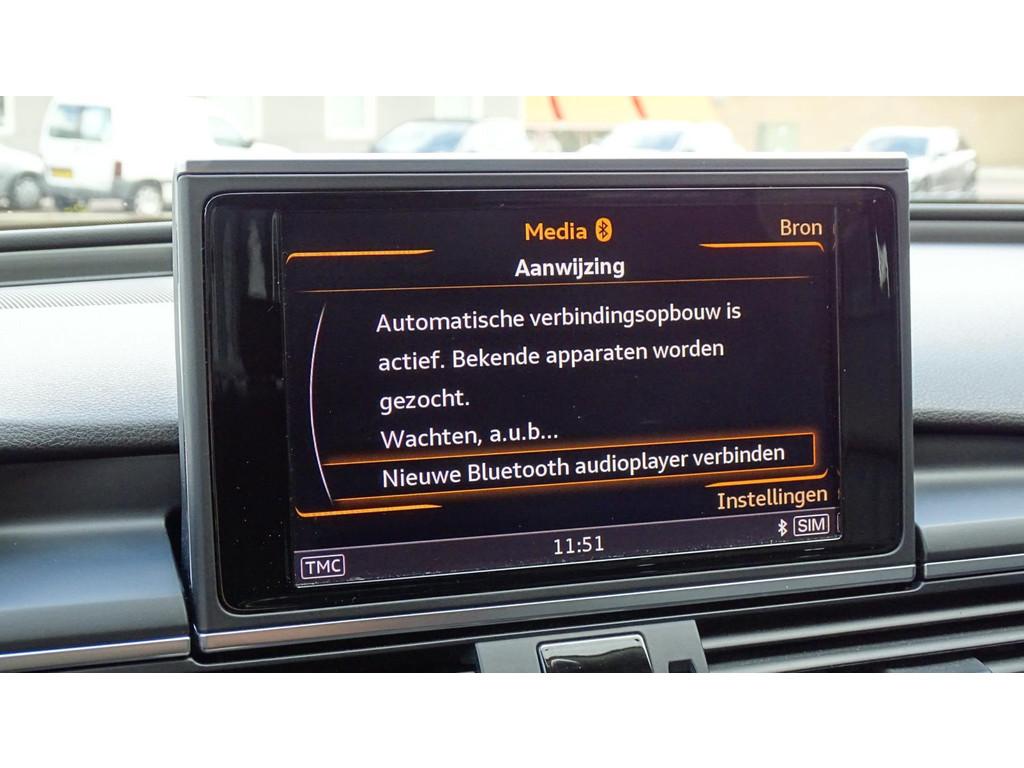 Media
Bron
Aanwijzing
Automatische verbindingsopbouw is
actief. Bekende apparaten worden
gezocht.
Wachten, a.u.b...
Nieuwe Bluetooth audioplayer verbinden
Instellingen
TMC
11:51
SIM